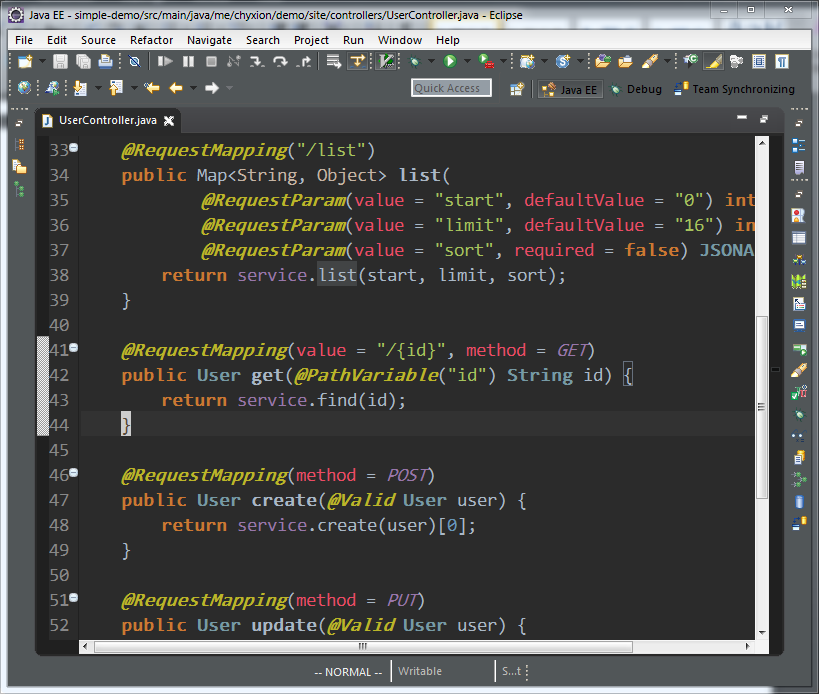 Java EE - simple-demo/src/main/java/me/chyxion/demo/site/controllers/UserController.java - Eclipse
File Edit Source Refactor Navigate Search Project Run Window Help
Quick Access Java EE Debug Team Synchronizing
UserController.java
33 @RequestMapping("/list")
34 public Map<String, Object> list(
35 @RequestParam(value = "start", defaultValue = "0") int
36 @RequestParam(value = "limit", defaultValue = "16") in
37 @RequestParam(value = "sort", required = false) JSONA
38 return service.list(start, limit, sort);
39 }
40
41 @RequestMapping(value = "/{id}", method = GET)
42 public User get(@PathVariable("id") String id) {
43 return service.find(id);
44 }
45
46 @RequestMapping(method = POST)
47 public User create(@Valid User user) {
48 return service.create(user)[0];
49 }
50
51 @RequestMapping(method = PUT)
52 public User update(@Valid User user) {
-- NORMAL -- Writable S...t